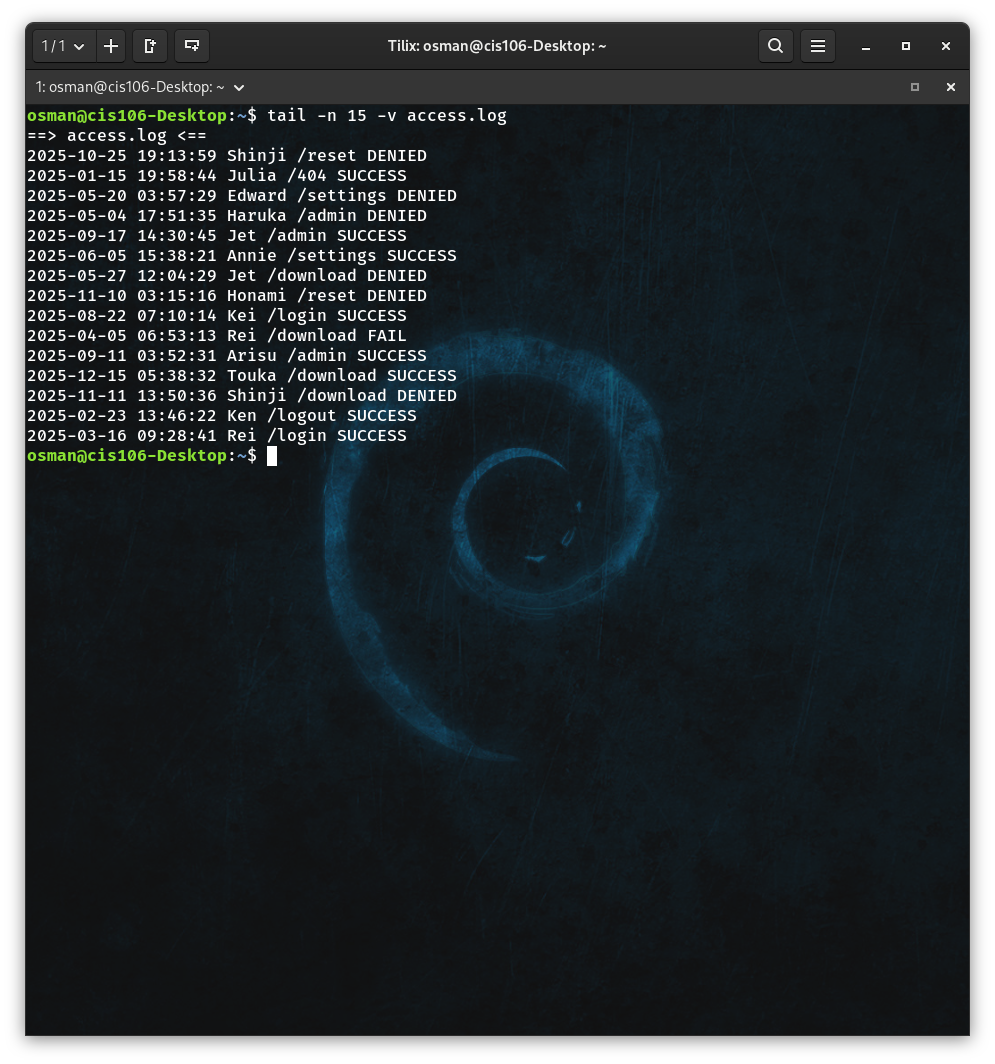 1 / 1
Tilix: osman@cis106-Desktop: ~
1: osman@cis106-Desktop: ~
osman@cis106-Desktop:~$ tail -n 15 -v access.log
==> access.log <==
2025-10-25 19:13:59 Shinji /reset DENIED
2025-01-15 19:58:44 Julia /404 SUCCESS
2025-05-20 03:57:29 Edward /settings DENIED
2025-05-04 17:51:35 Haruka /admin DENIED
2025-09-17 14:30:45 Jet /admin SUCCESS
2025-06-05 15:38:21 Annie /settings SUCCESS
2025-05-27 12:04:29 Jet /download DENIED
2025-11-10 03:15:16 Honami /reset DENIED
2025-08-22 07:10:14 Kei /login SUCCESS
2025-04-05 06:53:13 Rei /download FAIL
2025-09-11 03:52:31 Arisu /admin SUCCESS
2025-12-15 05:38:32 Touka /download SUCCESS
2025-11-11 13:50:36 Shinji /download DENIED
2025-02-23 13:46:22 Ken /logout SUCCESS
2025-03-16 09:28:41 Rei /login SUCCESS
osman@cis106-Desktop:~$